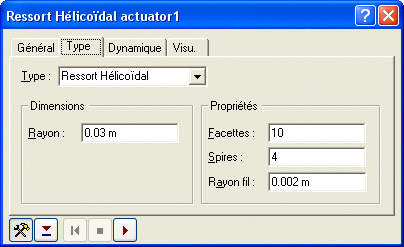 Ressort Hélicoïdal actuator1
Général Type Dynamique Visu.
Type : Ressort Hélicoïdal
Dimensions
Rayon : 0.03 m
Propriétés
Facettes : 10
Spires : 4
Rayon fil : 0.002 m